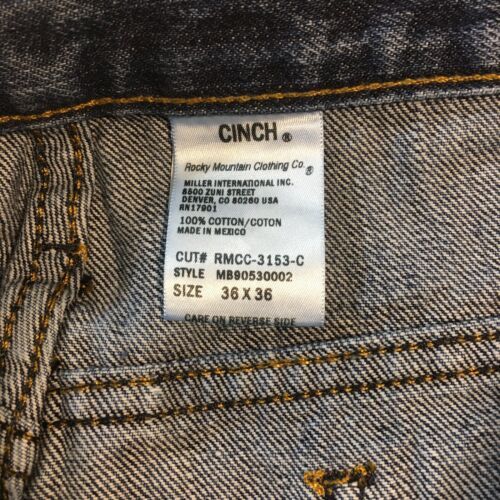 CINCH ®
Rocky Mountain Clothing Co. ®
MILLER INTERNATIONAL INC.
8500 ZUNI STREET
DENVER, CO 80260 USA
RN17901
100% COTTON/COTON
MADE IN MEXICO
CUT# RMCC-3153-C
STYLE MB90530002
SIZE 36 X 36
CARE ON REVERSE SIDE